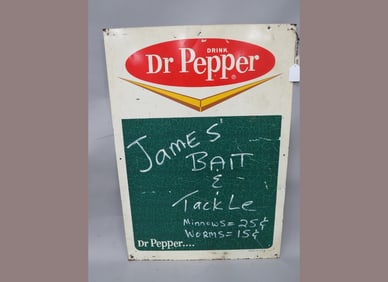 DRINK
Dr Pepper®
James'
BAIT
&
Tackle
Minnows = 25¢
Worms = 15¢
Dr Pepper....